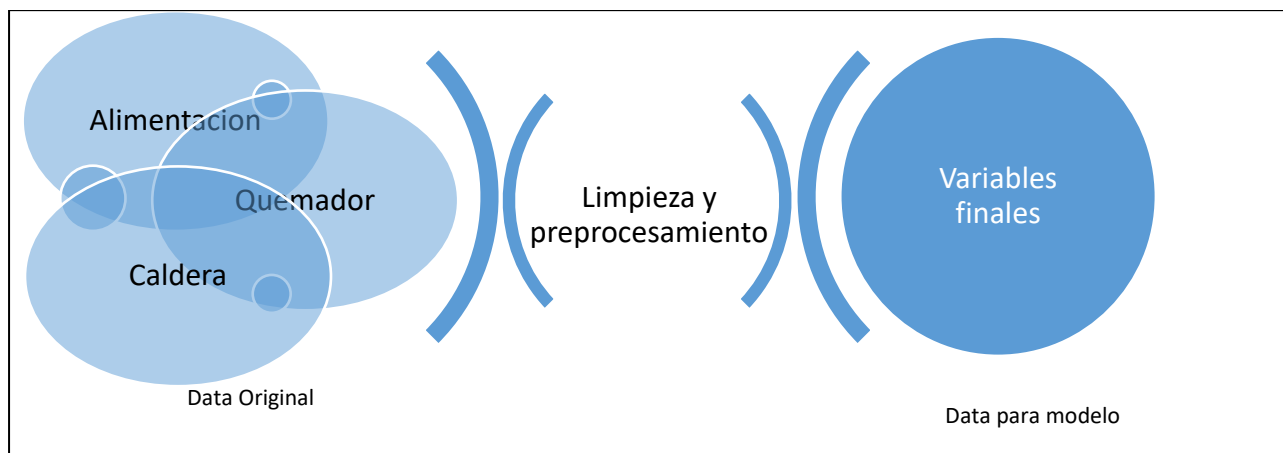 Alimentacion
Quemador
Caldera
Data Original
Limpieza y
preprocesamiento
Variables
finales
Data para modelo